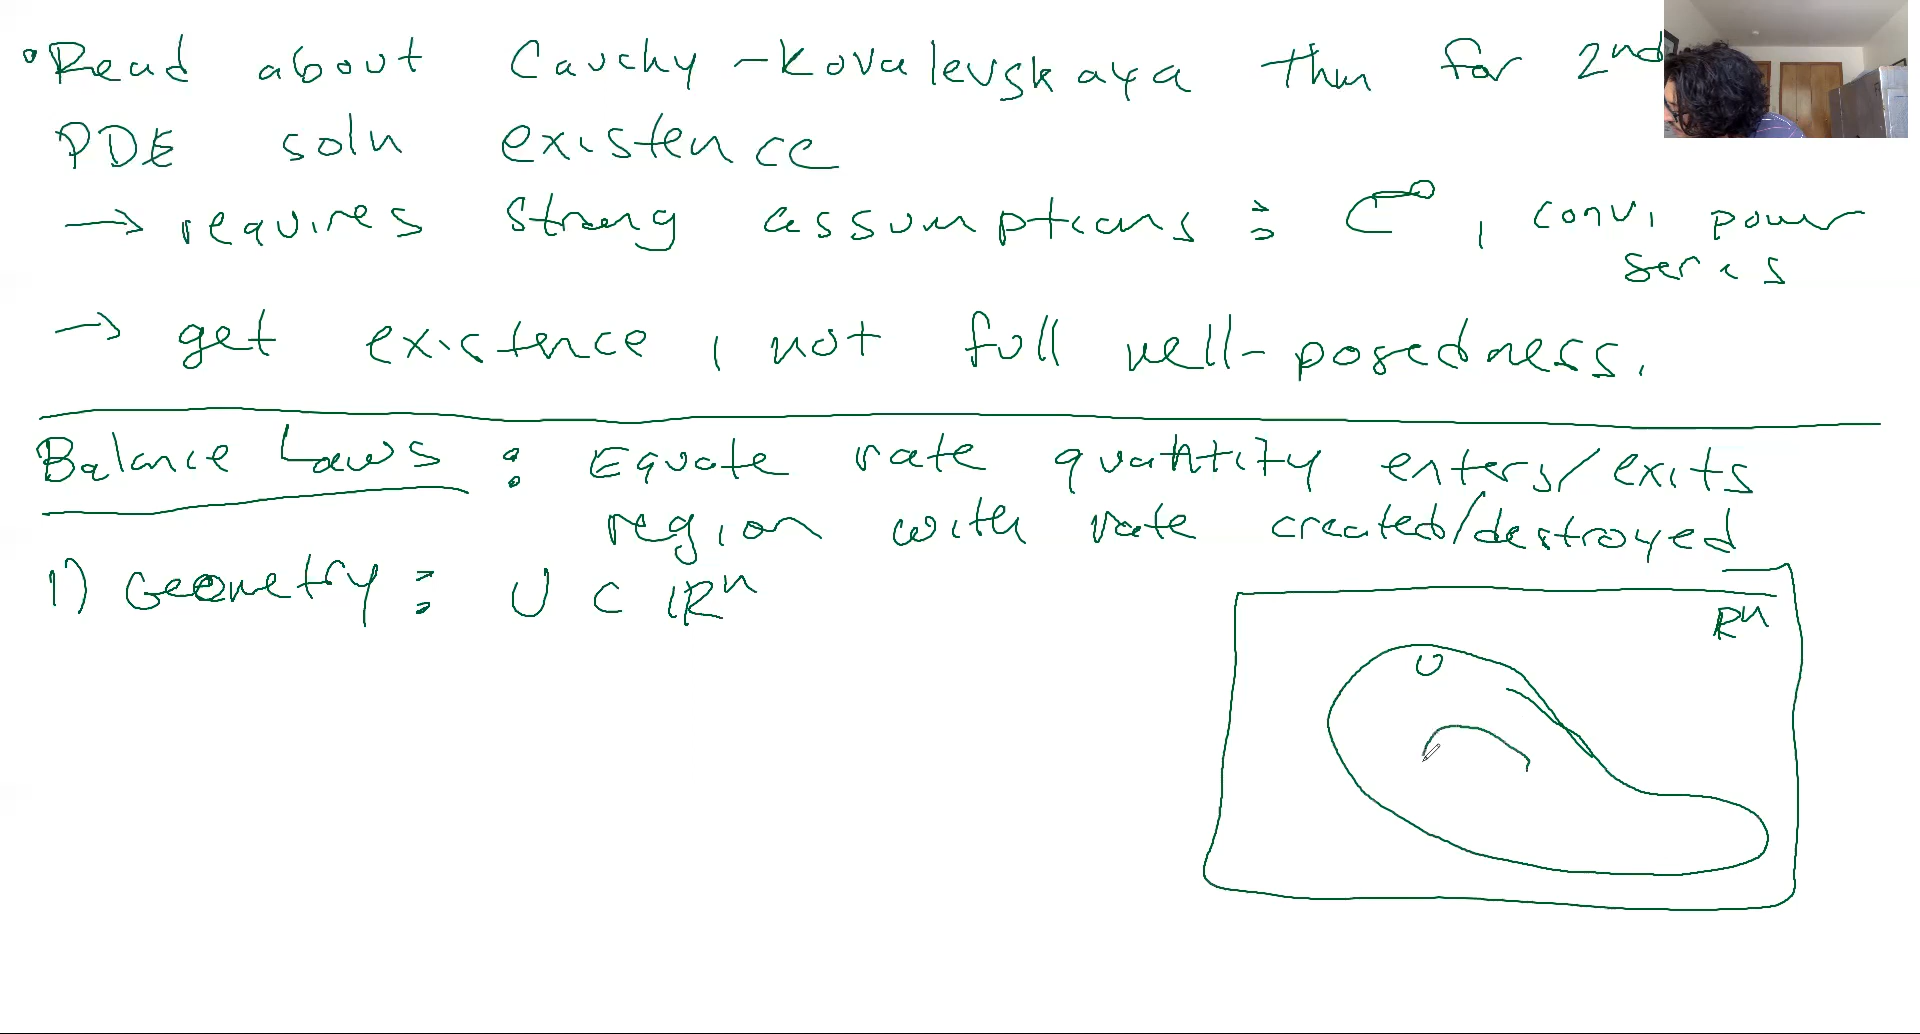 • Read about Cauchy-Kovalevskaya thm for 2nd
PDE soln existence
→ requires strong assumptions : C^∞, conv. power
series
→ get existence, not full well-posedness.
Balance Laws : Equate rate quantity enters/exits
region with rate created/destroyed
1) Geometry : U ⊂ ℝ^n
R^n
U